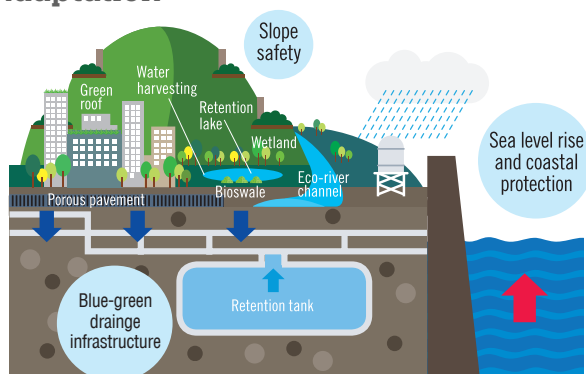 Slope
safety
Green
roof
Water
harvesting
Retention
lake
Wetland
Bioswale
Eco-river
channel
Porous pavement
Sea level rise
and coastal
protection
Blue-green
drainge
infrastructure
Retention tank